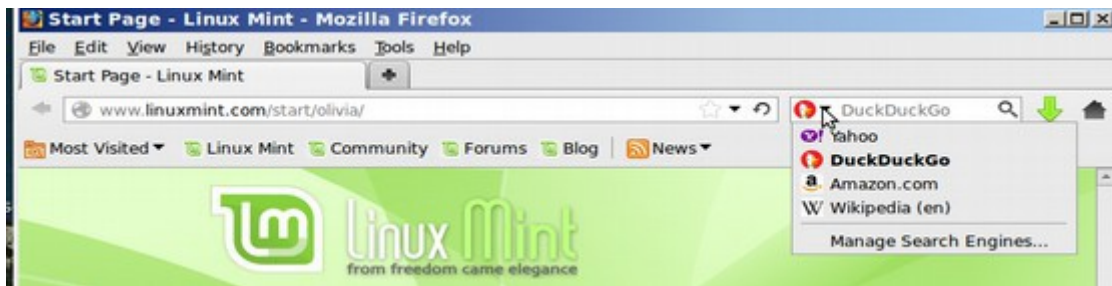 Start Page - Linux Mint - Mozilla Firefox
File Edit View History Bookmarks Tools Help
Start Page - Linux Mint
www.linuxmint.com/start/olivia/
DuckDuckGo
Most Visited Linux Mint Community Forums Blog News
Yahoo
DuckDuckGo
Amazon.com
Wikipedia (en)
Manage Search Engines...
Linux Mint
from freedom came elegance